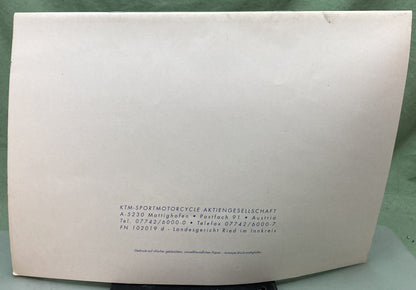 KTM-SPORTMOTORCYCLE AKTIENGESELLSCHAFT
A-5230 Mattighofen • Postfach 91 • Austria
Tel. 07742/6000-0 • Telefax 07742/6000-7
FN 102019 d - Landesgericht Ried im Innkreis